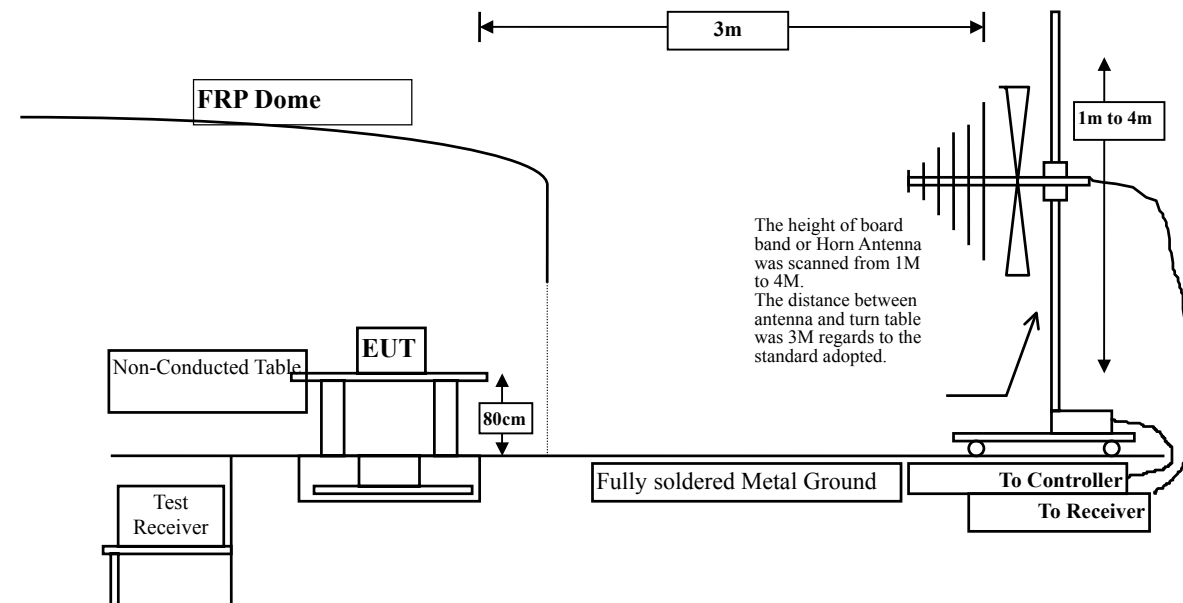 3m
FRP Dome
1m to 4m
The height of board
band or Horn Antenna
was scanned from 1M
to 4M.
The distance between
antenna and turn table
was 3M regards to the
standard adopted.
EUT
Non-Conducted Table
80cm
Fully soldered Metal Ground
To Controller
To Receiver
Test
Receiver